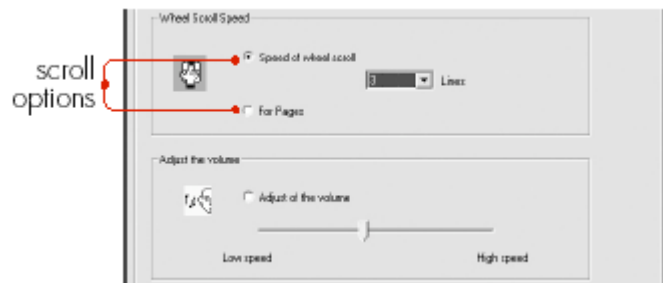 Wheel Scroll Speed
scroll
options
Speed of wheel scroll
3
Lines
For Pages
Adjust the volume
Adjust of the volume
Low speed
High speed